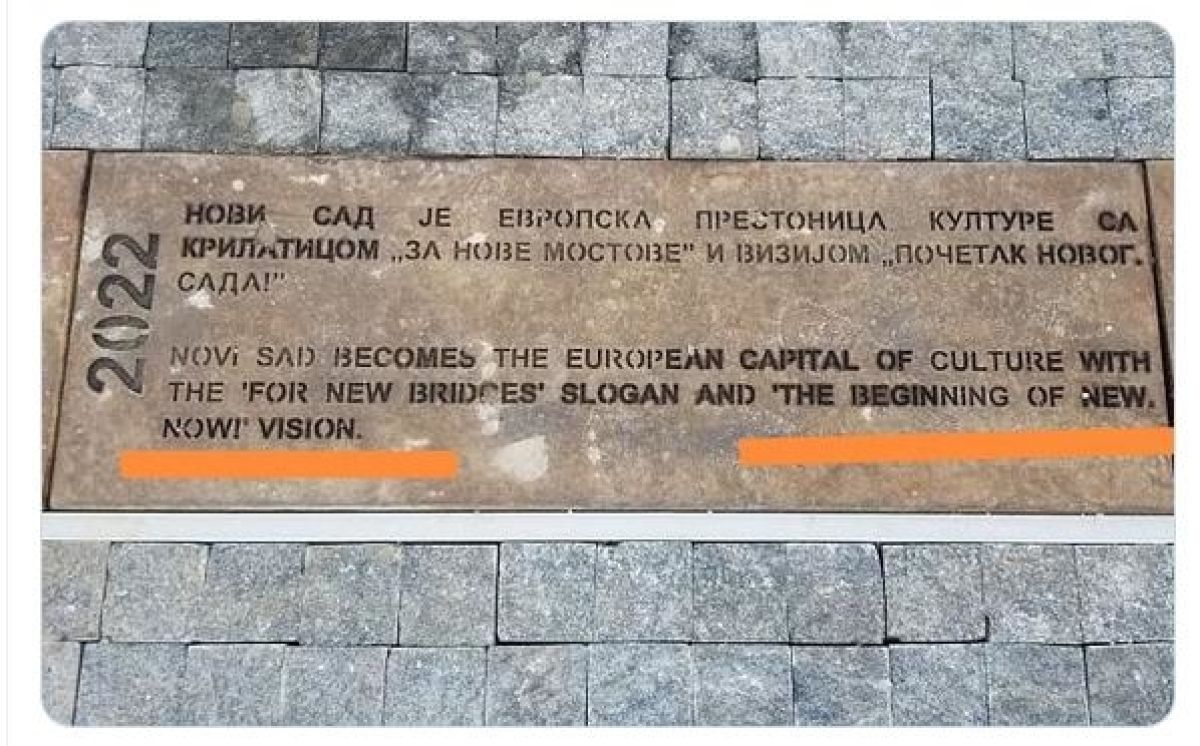 2022
НОВИ САД ЈЕ ЕВРОПСКА ПРЕСТОНИЦА КУЛТУРЕ СА
КРИЛАТИЦОМ „ЗА НОВЕ МОСТОВЕ” И ВИЗИЈОМ „ПОЧЕТАК НОВОГ.
САДА!”
NOVI SAD BECOMES THE EUROPEAN CAPITAL OF CULTURE WITH
THE 'FOR NEW BRIDGES' SLOGAN AND 'THE BEGINNING OF NEW.
NOW!' VISION.